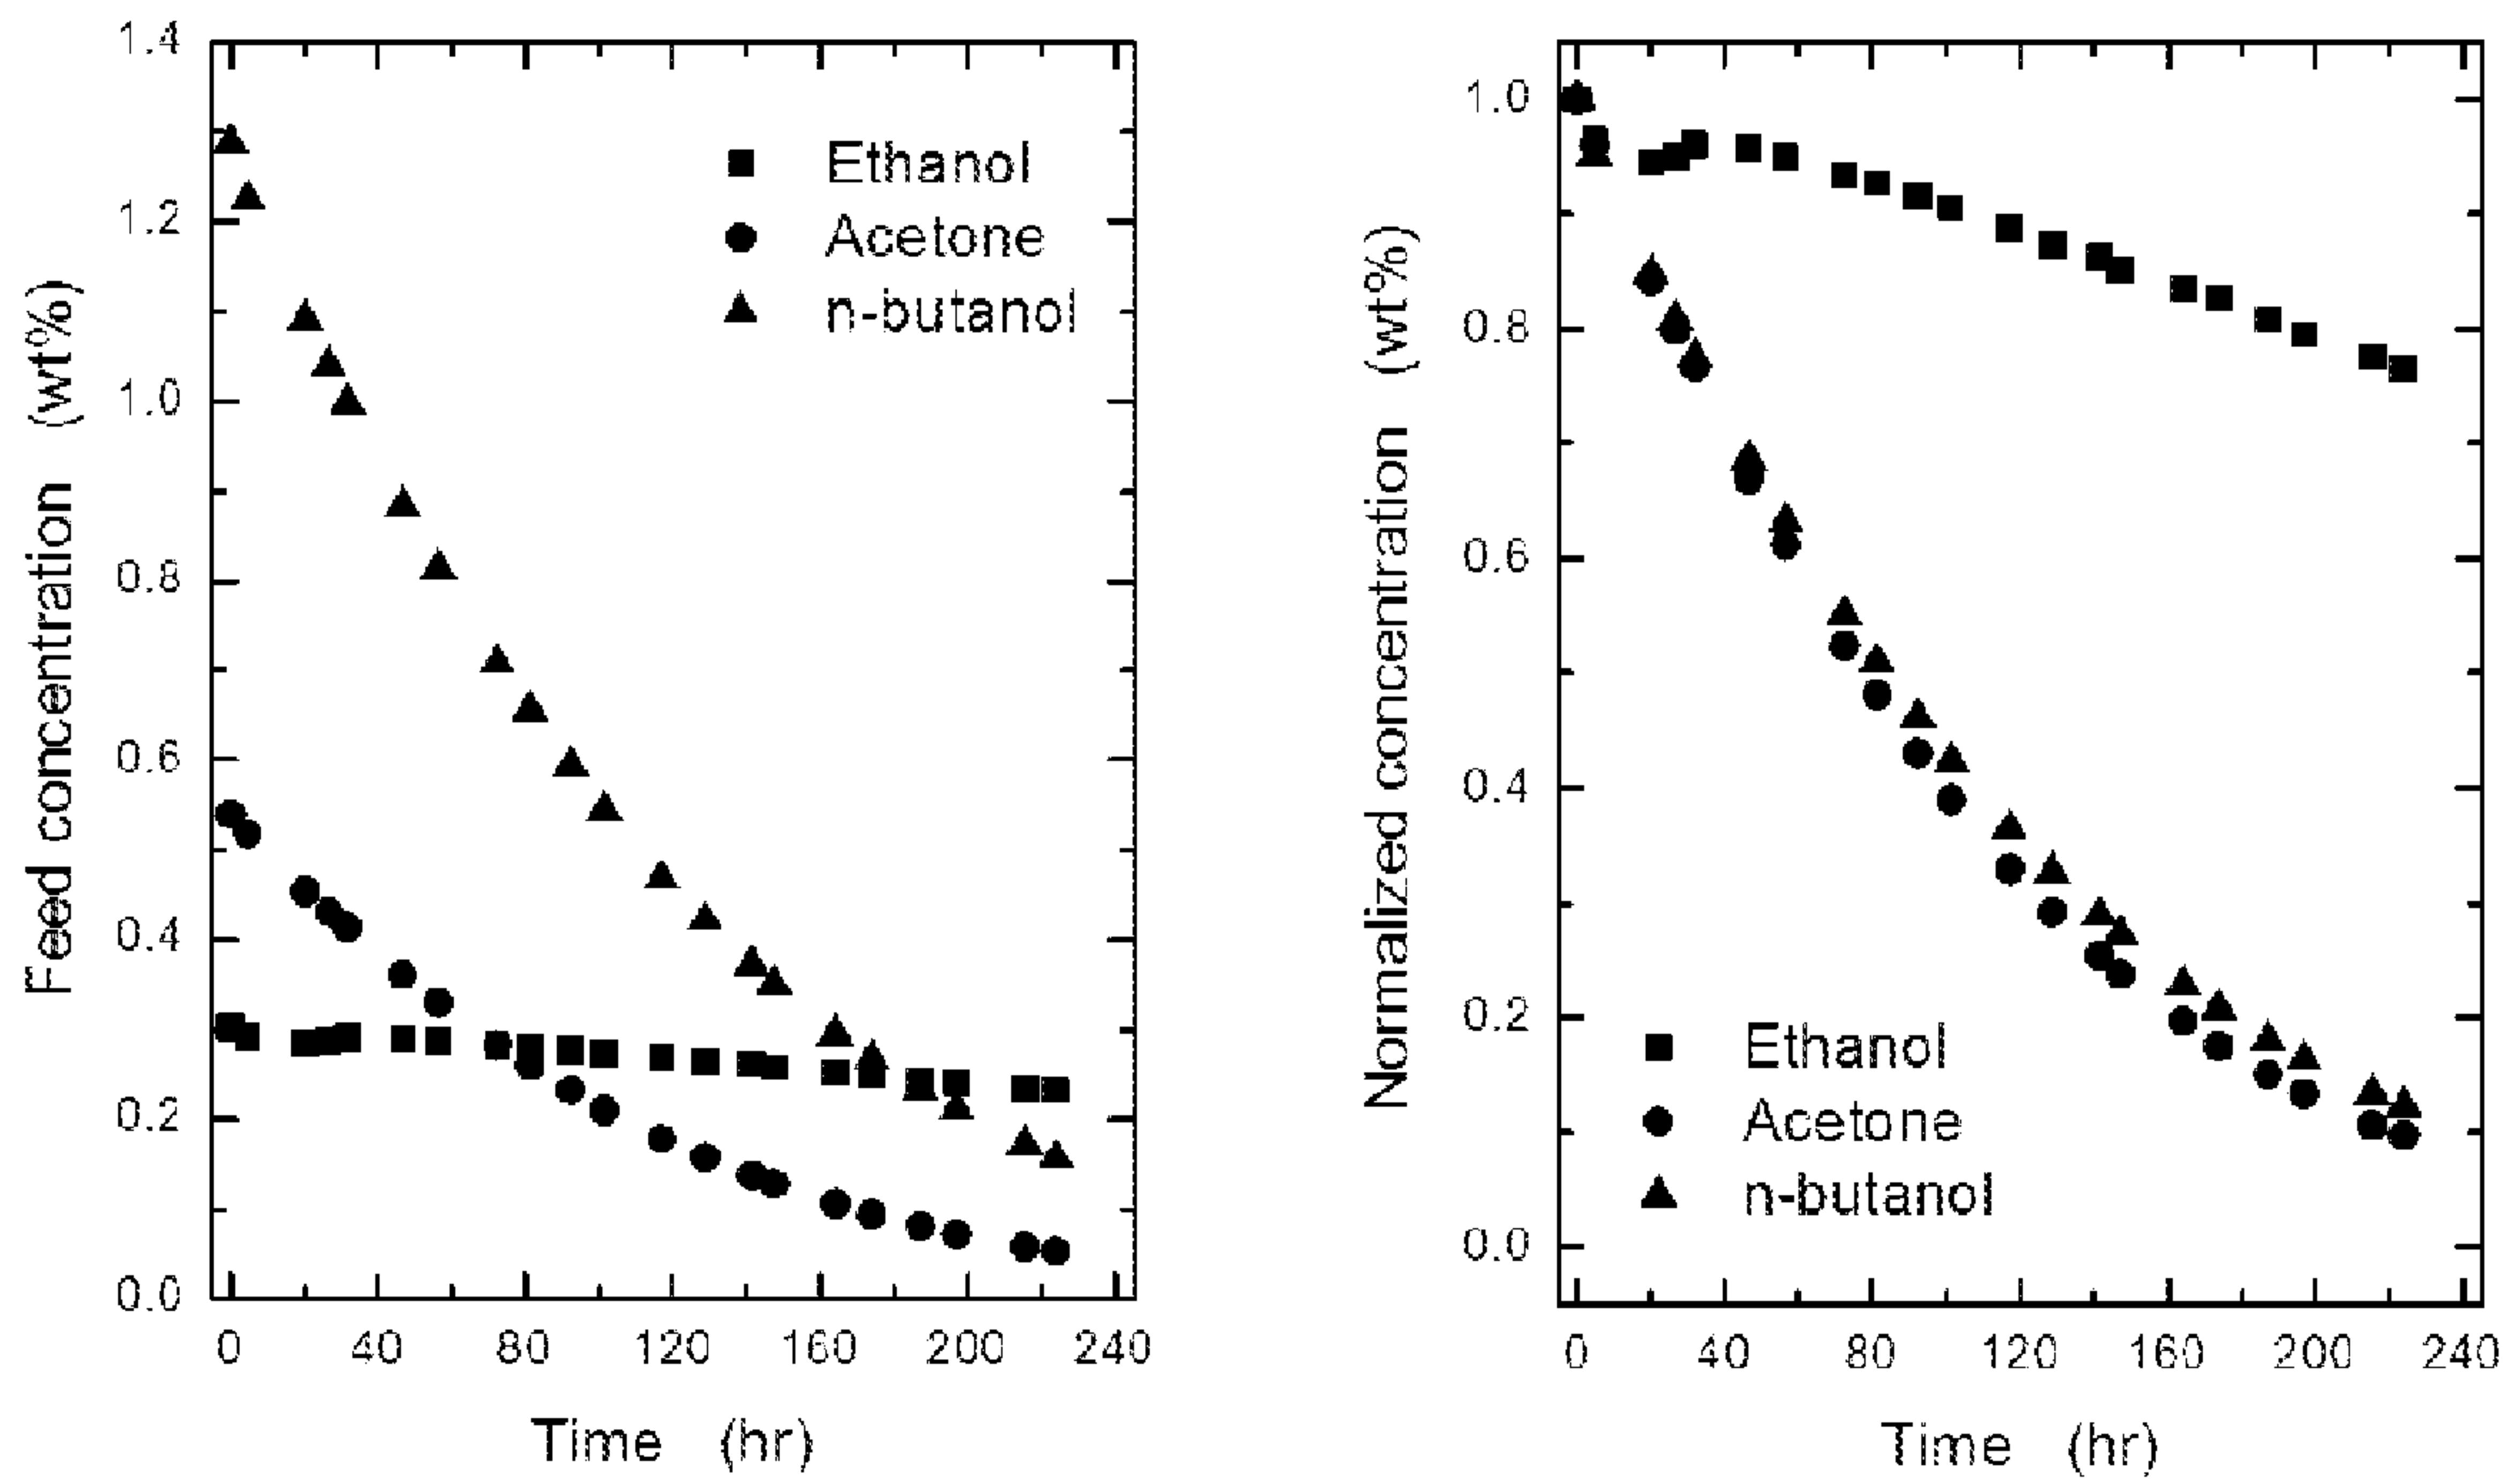 Feed concentration (wt%)
1.4
1.2
1.0
0.8
0.6
0.4
0.2
0.0
Ethanol
Acetone
n-butanol
0 40 80 120 160 200 240
Time (hr)
Normalized concentration (wt%)
1.0
0.8
0.6
0.4
0.2
0.0
Ethanol
Acetone
n-butanol
0 40 80 120 160 200 240
Time (hr)